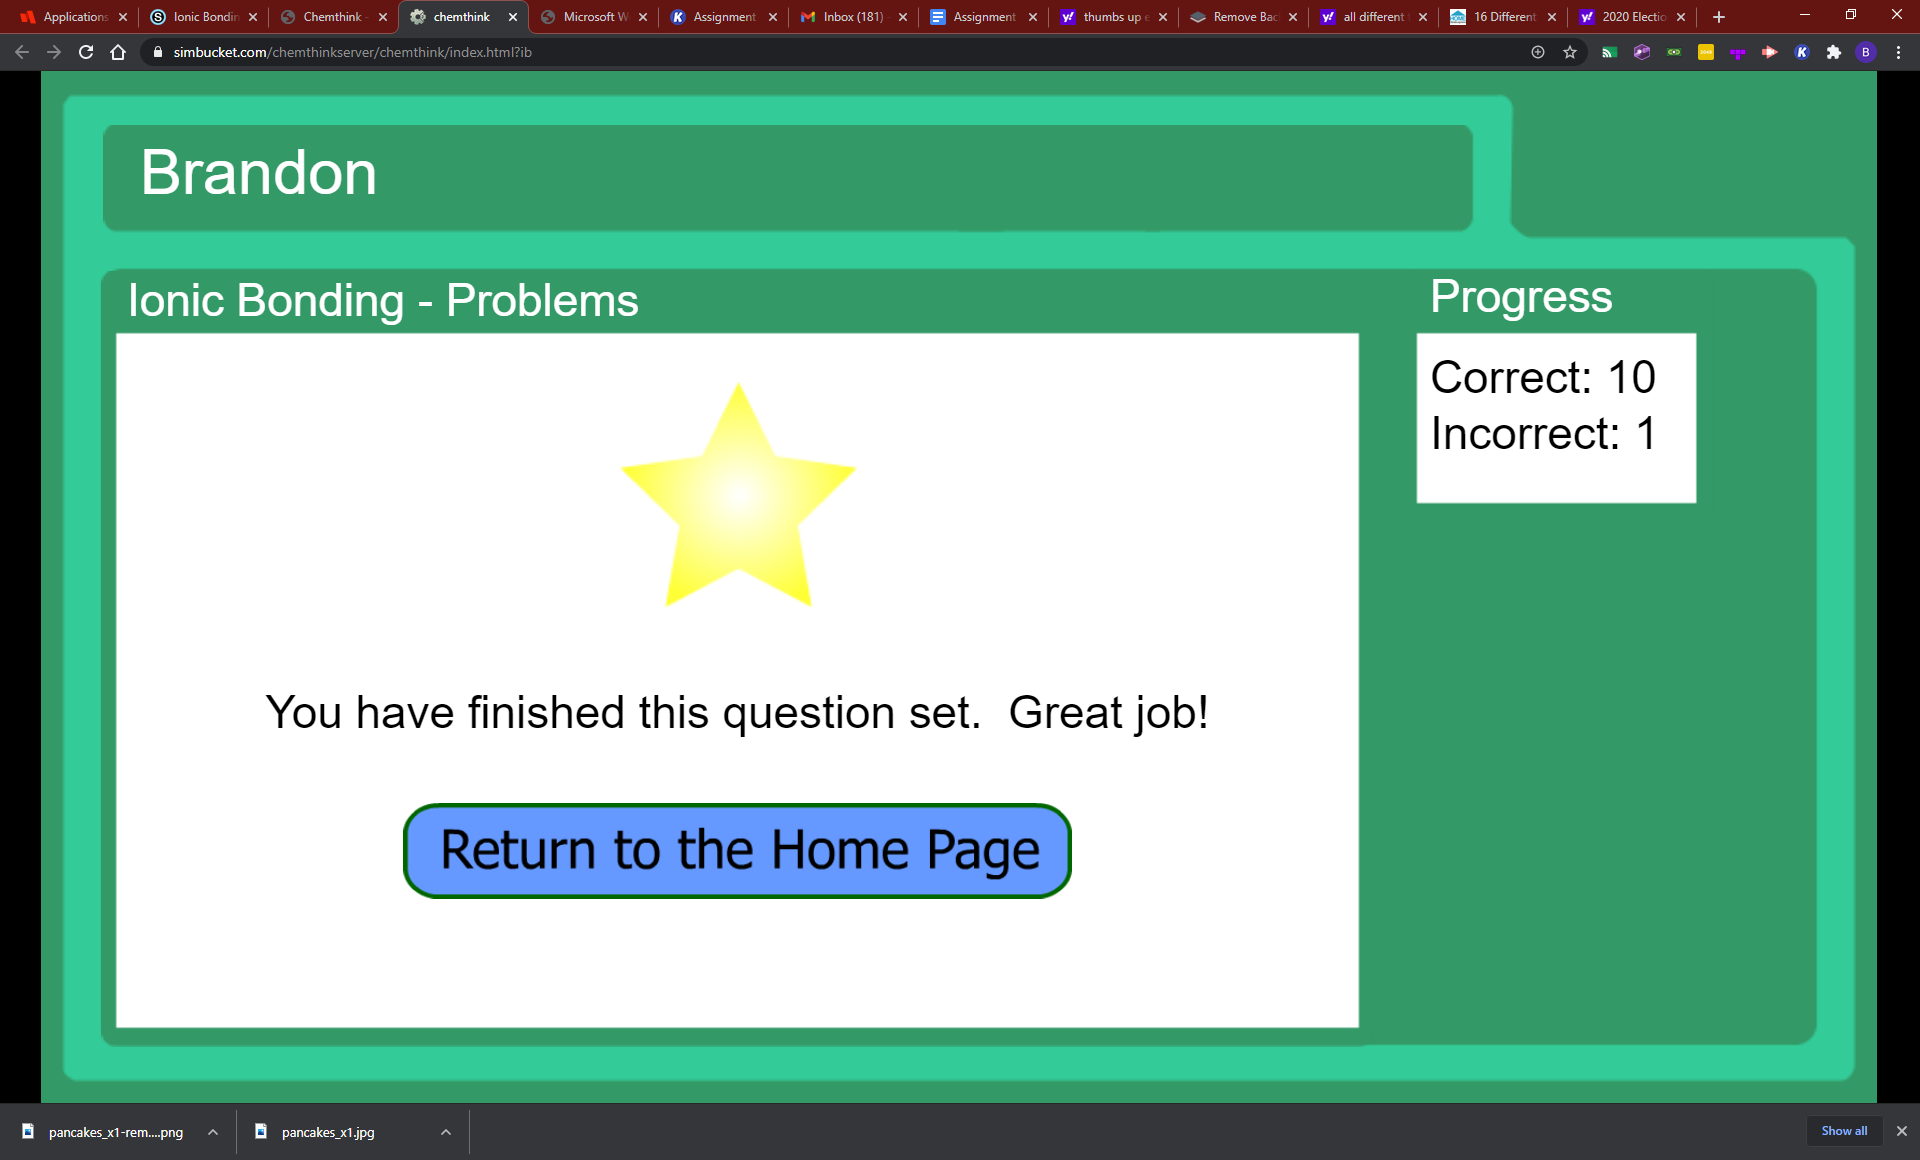 Applications
Ionic Bondin
Chemthink -
chemthink
Microsoft W
Assignment
Inbox (181) -
Assignment
thumbs up e
Remove Bac
all different
16 Different
2020 Electio
simbucket.com/chemthinkserver/chemthink/index.html?ib
B
Brandon
Ionic Bonding - Problems
Progress
Correct: 10
Incorrect: 1
You have finished this question set.  Great job!
Return to the Home Page
pancakes_x1-rem....png
pancakes_x1.jpg
Show all